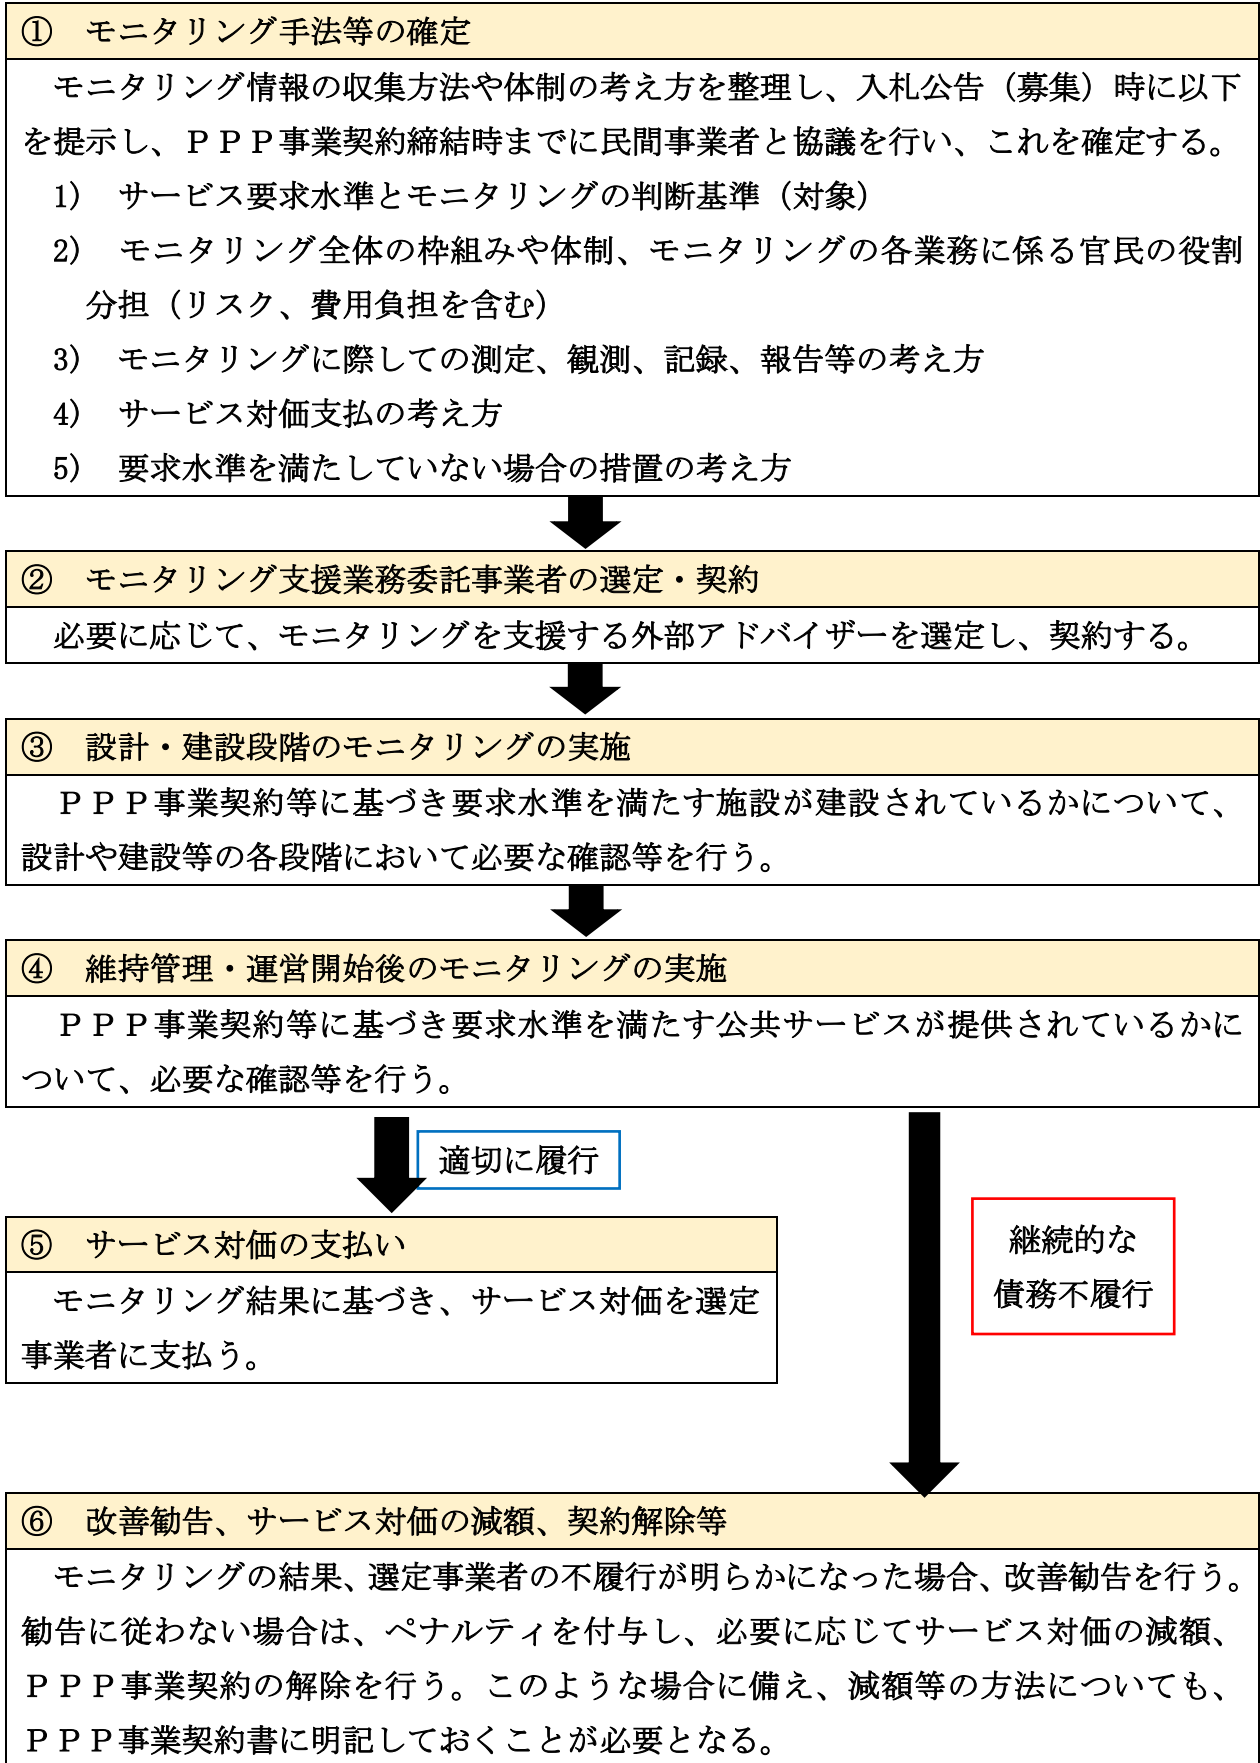 ①　モニタリング手法等の確定
　モニタリング情報の収集方法や体制の考え方を整理し、入札公告（募集）時に以下
を提示し、ＰＰＰ事業契約締結時までに民間事業者と協議を行い、これを確定する。
1)　サービス要求水準とモニタリングの判断基準（対象）
2)　モニタリング全体の枠組みや体制、モニタリングの各業務に係る官民の役割
分担（リスク、費用負担を含む）
3)　モニタリングに際しての測定、観測、記録、報告等の考え方
4)　サービス対価支払の考え方
5)　要求水準を満たしていない場合の措置の考え方
②　モニタリング支援業務委託事業者の選定・契約
　必要に応じて、モニタリングを支援する外部アドバイザーを選定し、契約する。
③　設計・建設段階のモニタリングの実施
　ＰＰＰ事業契約等に基づき要求水準を満たす施設が建設されているかについて、
設計や建設等の各段階において必要な確認等を行う。
④　維持管理・運営開始後のモニタリングの実施
　ＰＰＰ事業契約等に基づき要求水準を満たす公共サービスが提供されているかに
ついて、必要な確認等を行う。
適切に履行
継続的な
債務不履行
⑤　サービス対価の支払い
　モニタリング結果に基づき、サービス対価を選定
事業者に支払う。
⑥　改善勧告、サービス対価の減額、契約解除等
　モニタリングの結果、選定事業者の不履行が明らかになった場合、改善勧告を行う。
勧告に従わない場合は、ペナルティを付与し、必要に応じてサービス対価の減額、
ＰＰＰ事業契約の解除を行う。このような場合に備え、減額等の方法についても、
ＰＰＰ事業契約書に明記しておくことが必要となる。